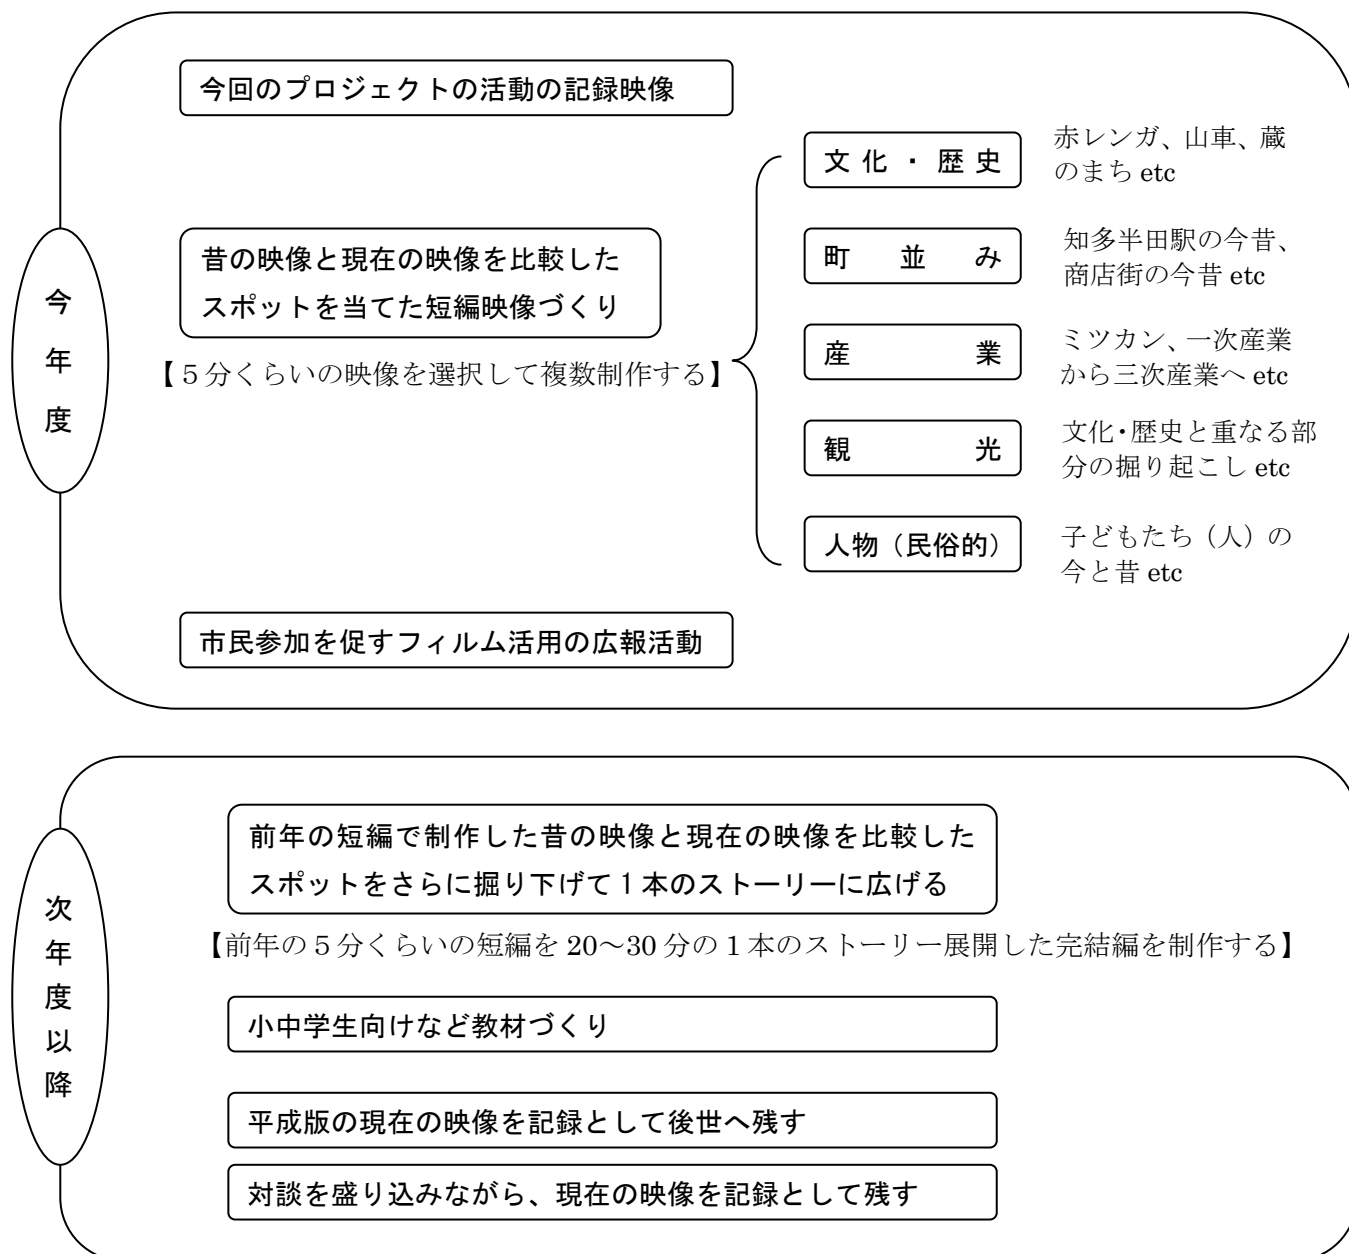 今年度
今回のプロジェクトの活動の記録映像
昔の映像と現在の映像を比較した
スポットを当てた短編映像づくり
【５分くらいの映像を選択して複数制作する】
文化・歴史
赤レンガ、山車、蔵
のまち etc
町並み
知多半田駅の今昔、
商店街の今昔 etc
産業
ミツカン、一次産業
から三次産業へ etc
観光
文化・歴史と重なる部
分の掘り起こし etc
人物（民俗的）
子どもたち（人）の
今と昔 etc
市民参加を促すフィルム活用の広報活動
次年度以降
前年の短編で制作した昔の映像と現在の映像を比較した
スポットをさらに掘り下げて１本のストーリーに広げる
【前年の５分くらいの短編を 20～30 分の１本のストーリー展開した完結編を制作する】
小中学生向けなど教材づくり
平成版の現在の映像を記録として後世へ残す
対談を盛り込みながら、現在の映像を記録として残す